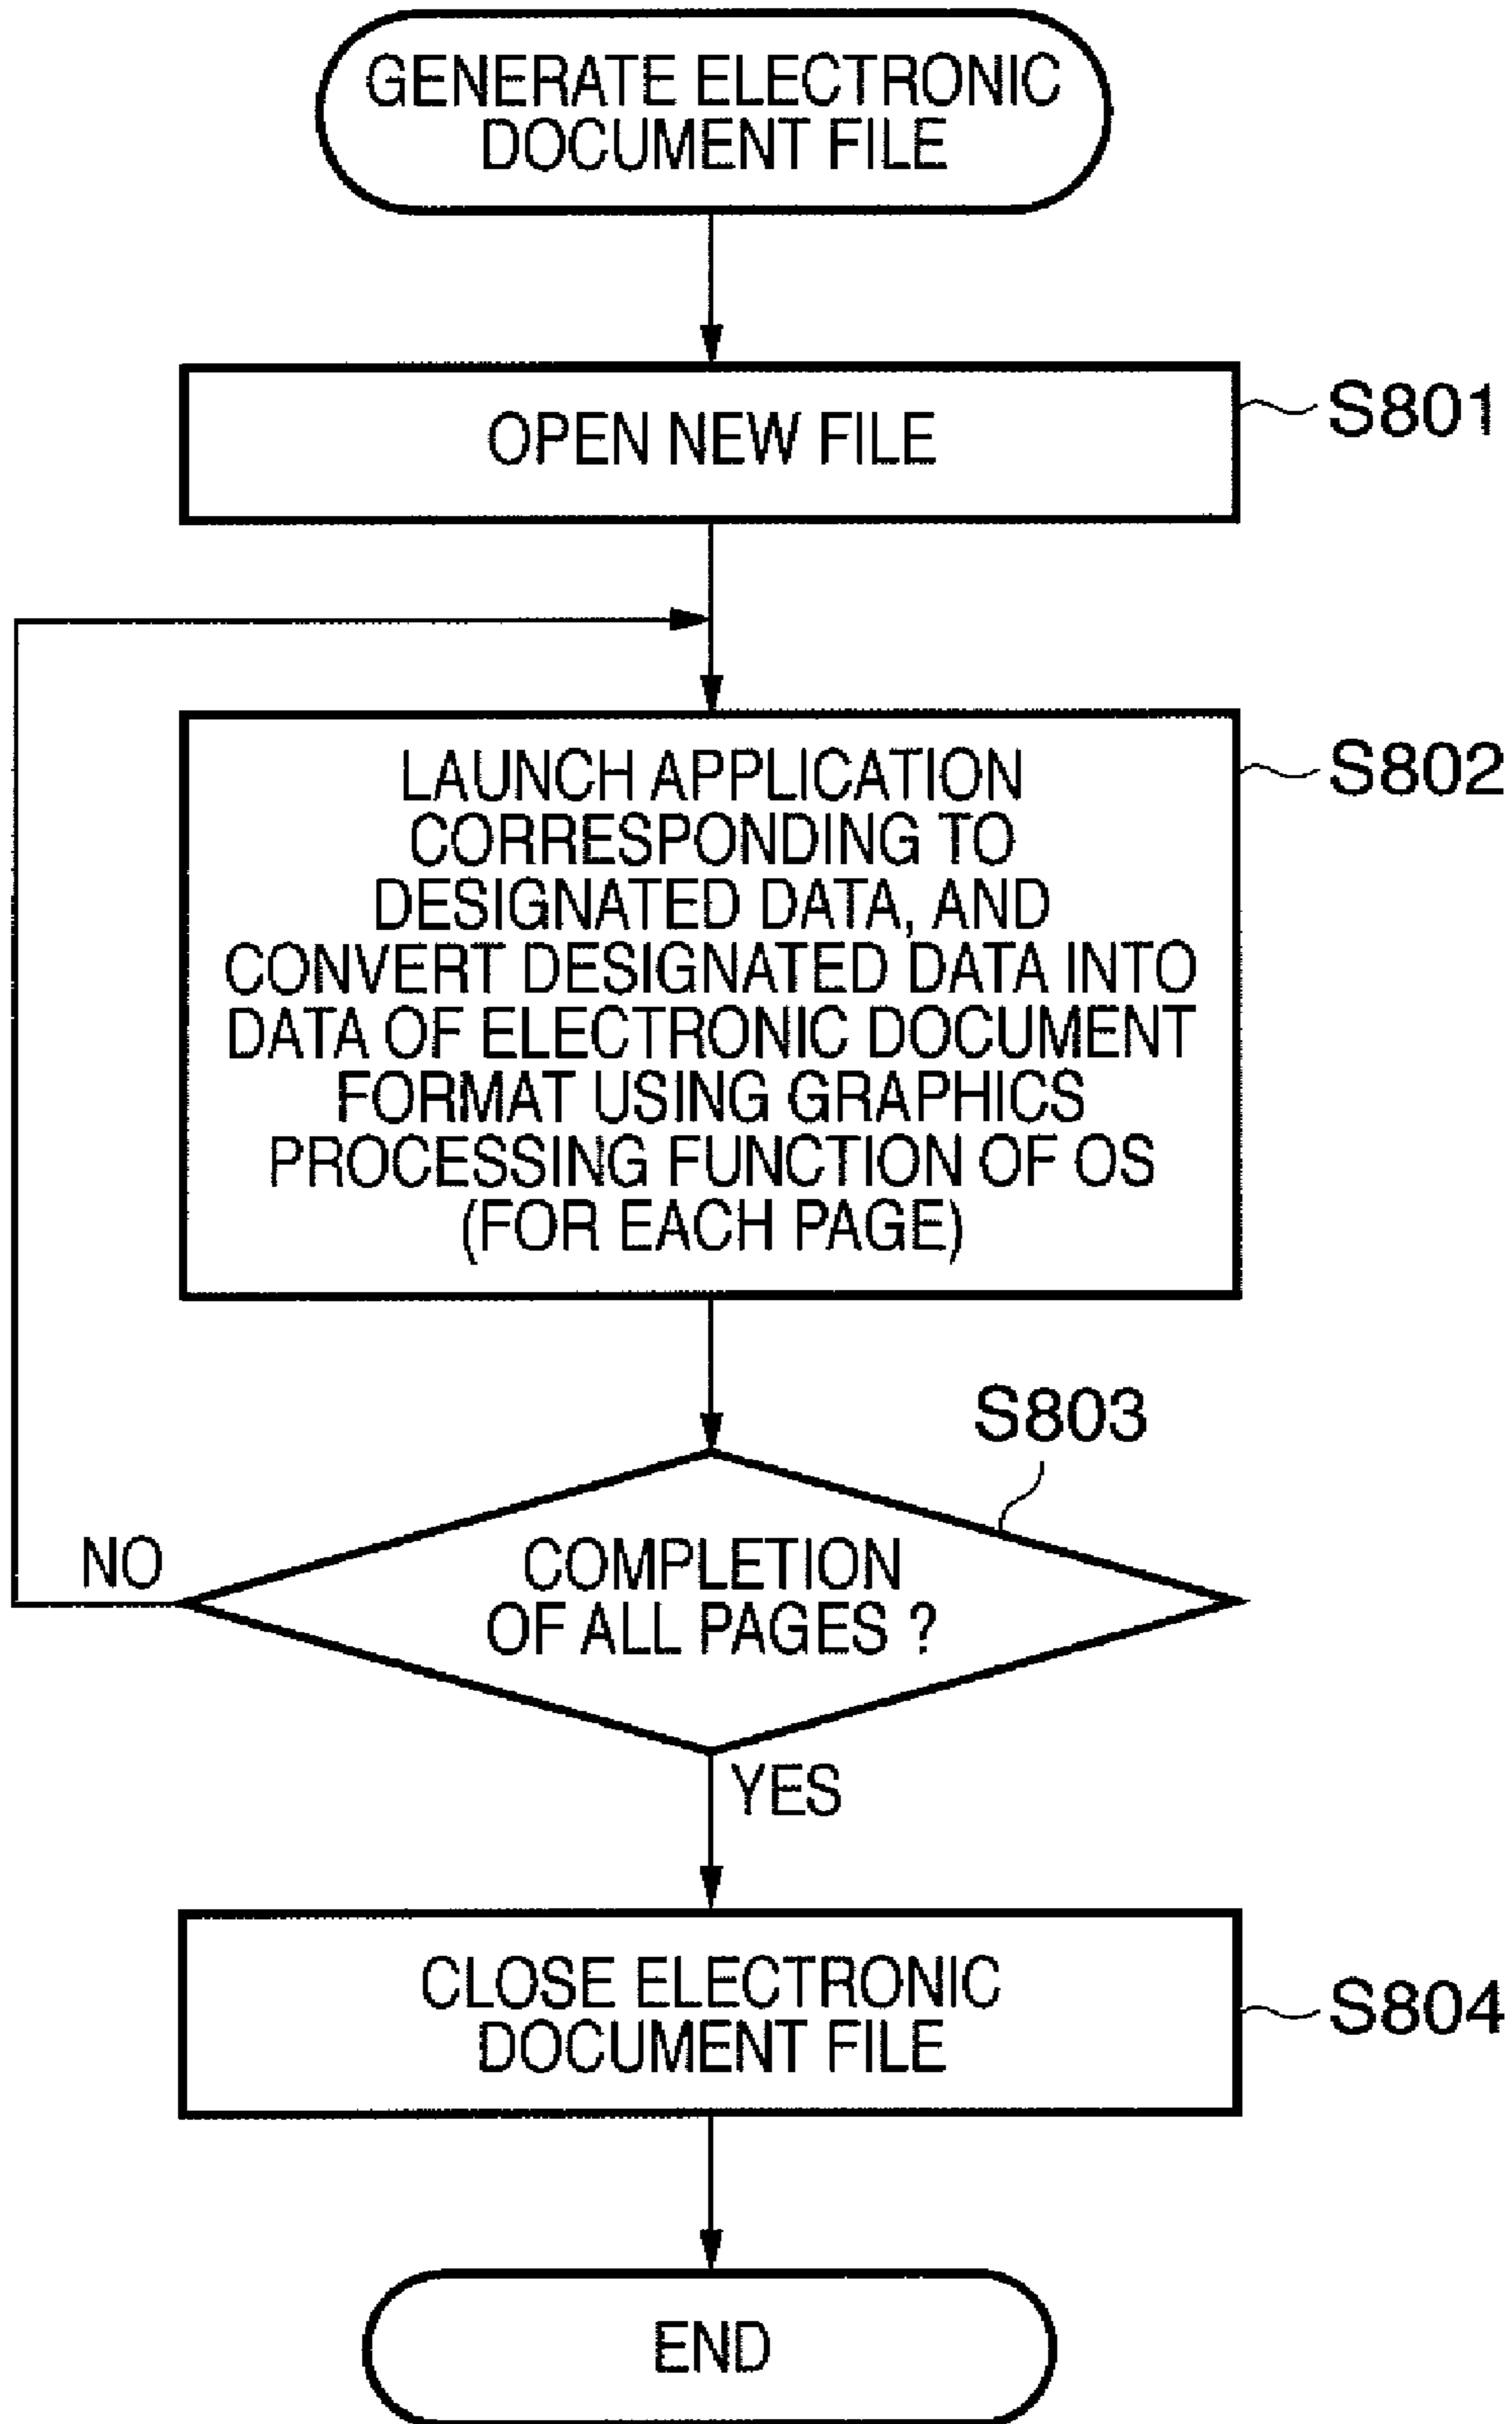 GENERATE ELECTRONIC
DOCUMENT FILE
OPEN NEW FILE
S801
LAUNCH APPLICATION
CORRESPONDING TO
DESIGNATED DATA, AND
CONVERT DESIGNATED DATA INTO
DATA OF ELECTRONIC DOCUMENT
FORMAT USING GRAPHICS
PROCESSING FUNCTION OF OS
(FOR EACH PAGE)
S802
S803
COMPLETION
OF ALL PAGES ?
NO
YES
CLOSE ELECTRONIC
DOCUMENT FILE
S804
END